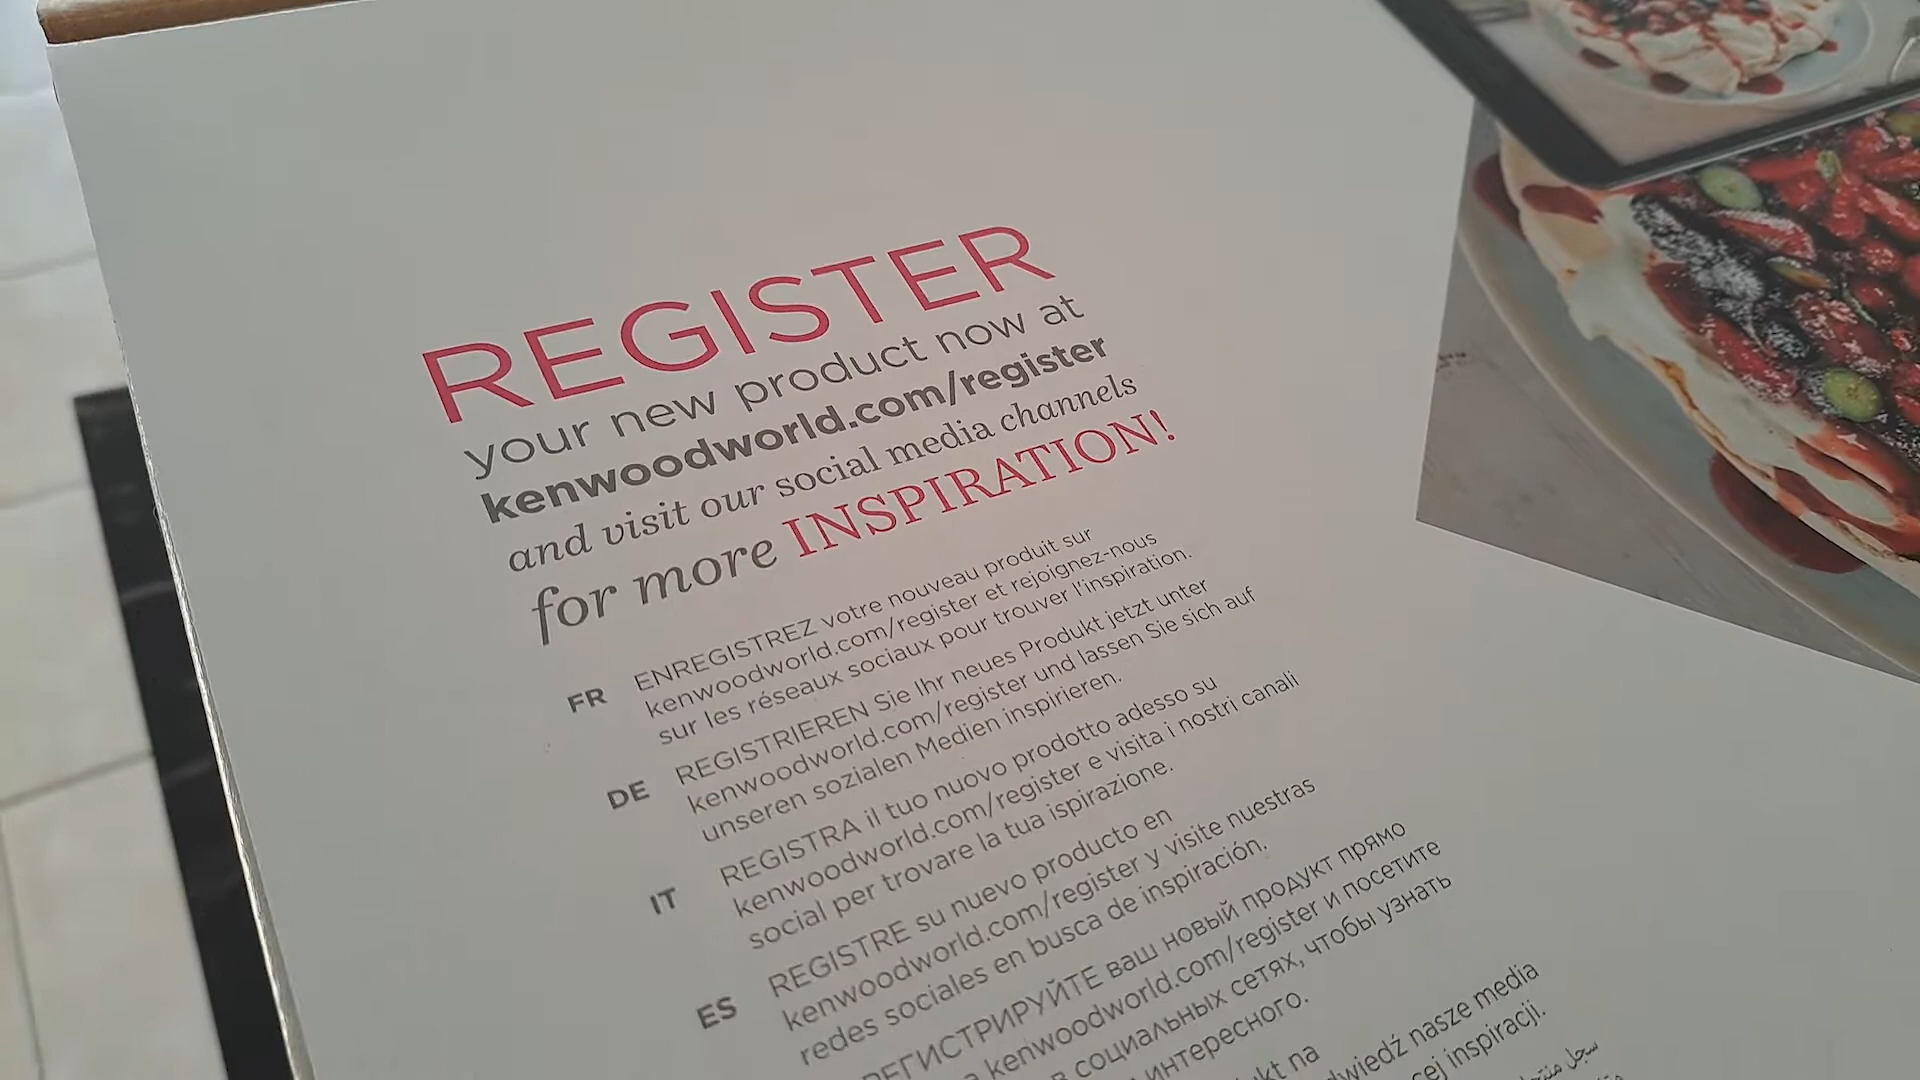 REGISTER
your new product now at
kenwoodworld.com/register
and visit our social media channels
for more INSPIRATION!
FR
ENREGISTREZ votre nouveau produit sur
kenwoodworld.com/register et rejoignez-nous
sur les réseaux sociaux pour trouver l'inspiration.
DE
REGISTRIEREN Sie Ihr neues Produkt jetzt unter
kenwoodworld.com/register und lassen Sie sich auf
unseren sozialen Medien inspirieren.
IT
REGISTRA il tuo nuovo prodotto adesso su
kenwoodworld.com/register e visita i nostri canali
social per trovare la tua ispirazione.
ES
REGISTRE su nuevo producto en
kenwoodworld.com/register y visite nuestras
redes sociales en busca de inspiración.
РЕГИСТРИРУЙТЕ ваш новый продукт прямо
kenwoodworld.com/register и посетите
в социальных сетях, чтобы узнать
интересного.
na
nasze media
inspiracji.
سجل